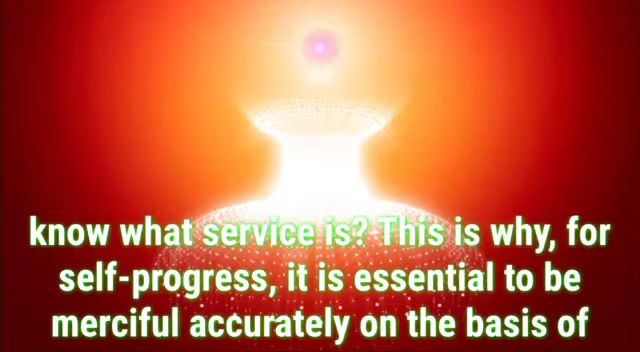 know what service is? This is why, for
self-progress, it is essential to be
merciful accurately on the basis of